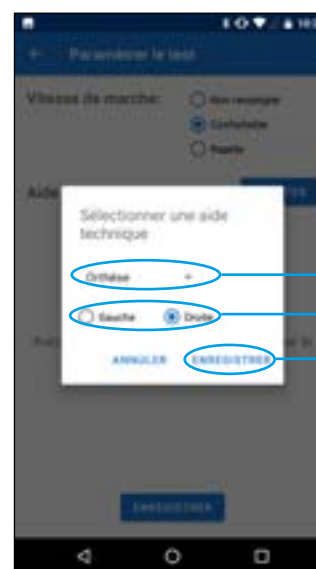 Paramétrer le test
Vitesse de marche:
Non renseigné
Confortable
Rapide
Aide
Sélectionner une aide
technique
Orthèse
Gauche
Droite
ANNULER
ENREGISTRER
ENREGISTRER